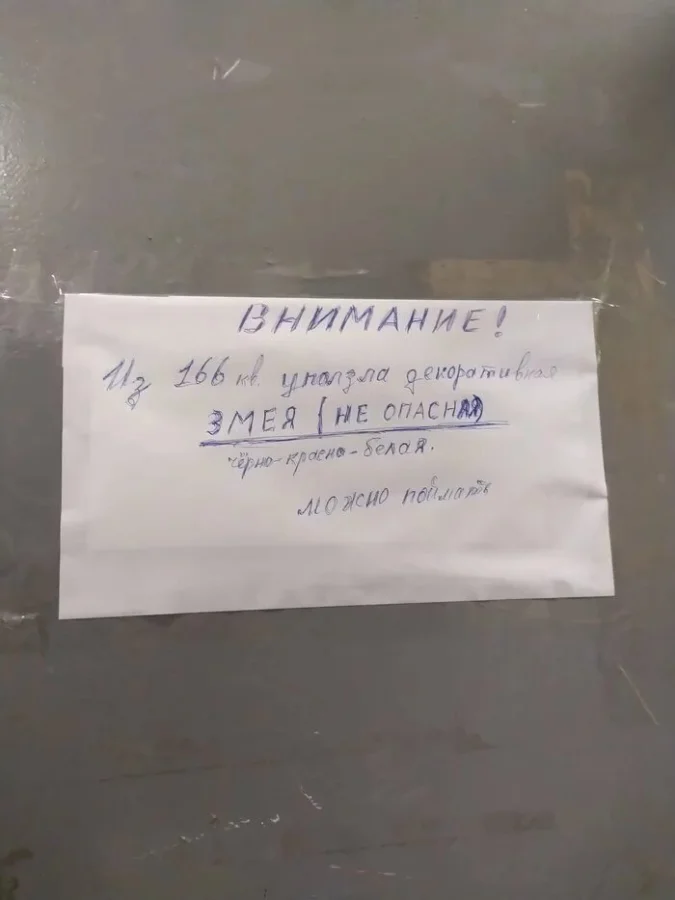 ВНИМАНИЕ!
Из 166 кв. уползла декоративная
ЗМЕЯ (НЕ ОПАСНАЯ)
чёрно-красно-белая.
можно поймать